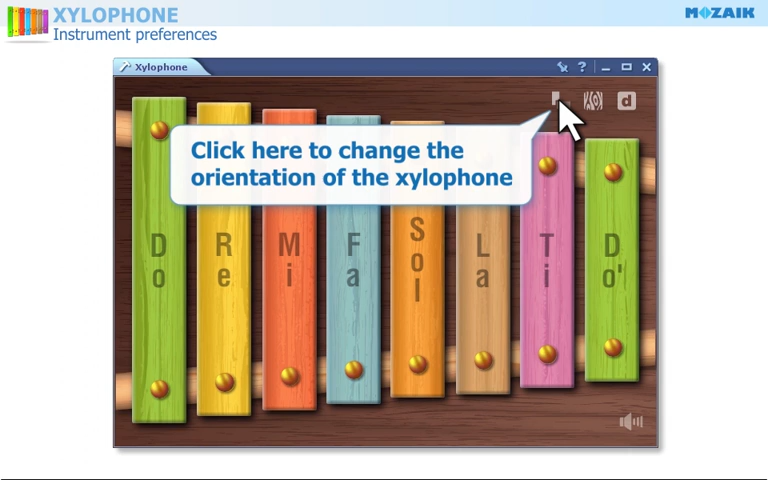 XYLOPHONE
Instrument preferences
MOZAIK
Xylophone
?
d
Click here to change the
orientation of the xylophone
Do
Re
Mi
Fa
Sol
La
Ti
Do'